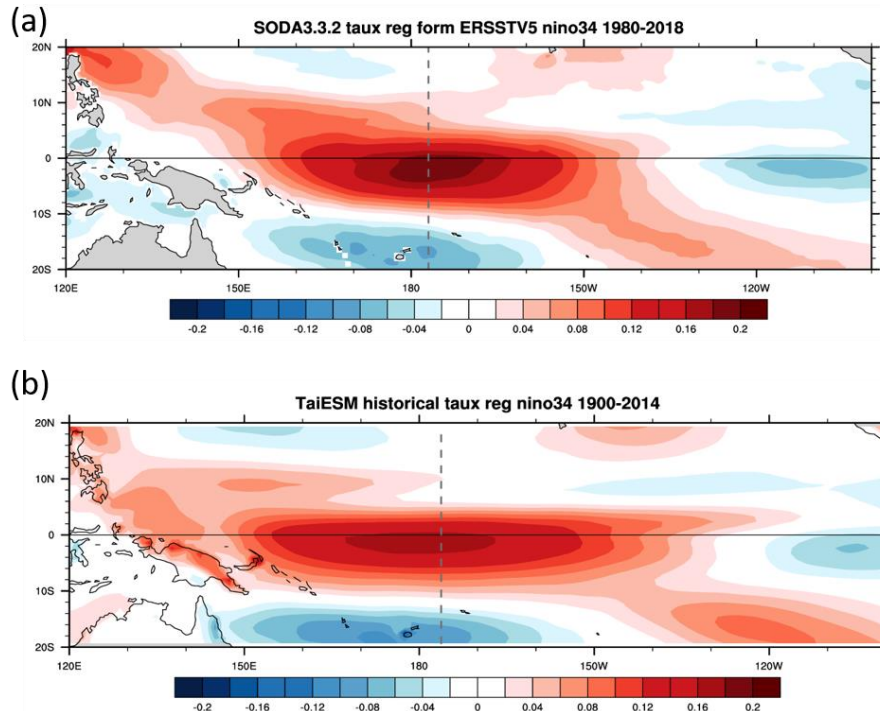 (a)
SODA3.3.2 taux reg form ERSSTV5 nino34 1980-2018
20N
10N
0
10S
20S
120E 150E 180 150W 120W
-0.2 -0.16 -0.12 -0.08 -0.04 0 0.04 0.08 0.12 0.16 0.2
(b)
TaiESM historical taux reg nino34 1900-2014
20N
10N
0
10S
20S
120E 150E 180 150W 120W
-0.2 -0.16 -0.12 -0.08 -0.04 0 0.04 0.08 0.12 0.16 0.2